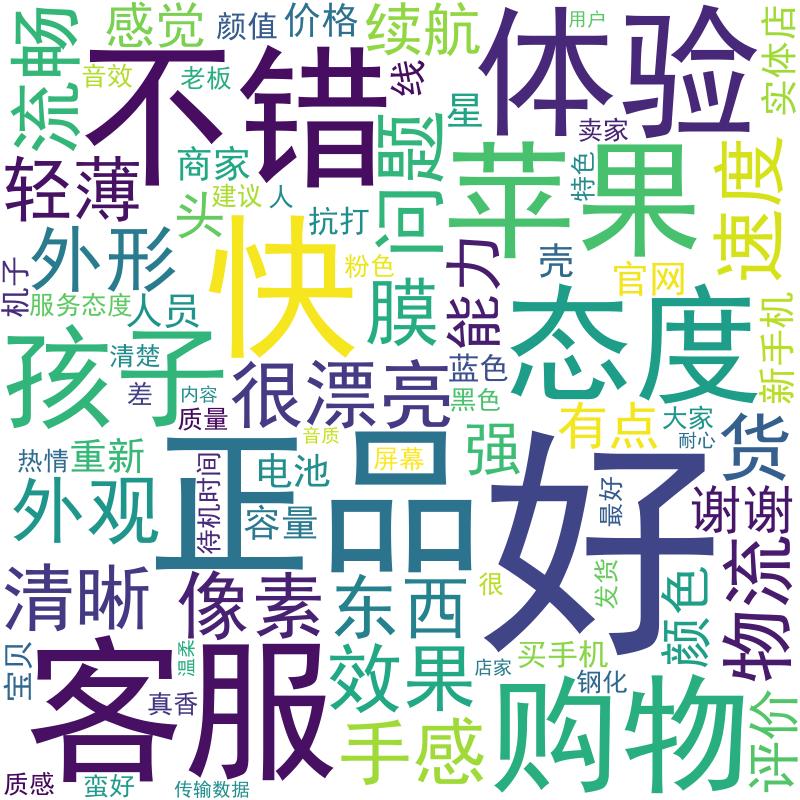 流畅
感觉
颜值
价格
续航
体验
用户
实体店
音效
老板
线
星
卖家
不错
问题
轻薄
商家
头
建议
人
抗打
苹果
特色
速度
外形
快
粉色
膜
能力
壳
官网
机子
服务态度
人员
态度
新手机
孩子
清楚
差
内容
很漂亮
蓝色
黑色
有点
大家
耐心
货
质量
音质
强
热情
重新
正品
电池
屏幕
好
外观
待机时间
容量
最好
谢谢
清晰
像素
东西
很
发货
颜色
物流
宝贝
温柔
客服
真香
效果
店家
买手机
钢化
手感
购物
评价
质感
蛮好
传输数据